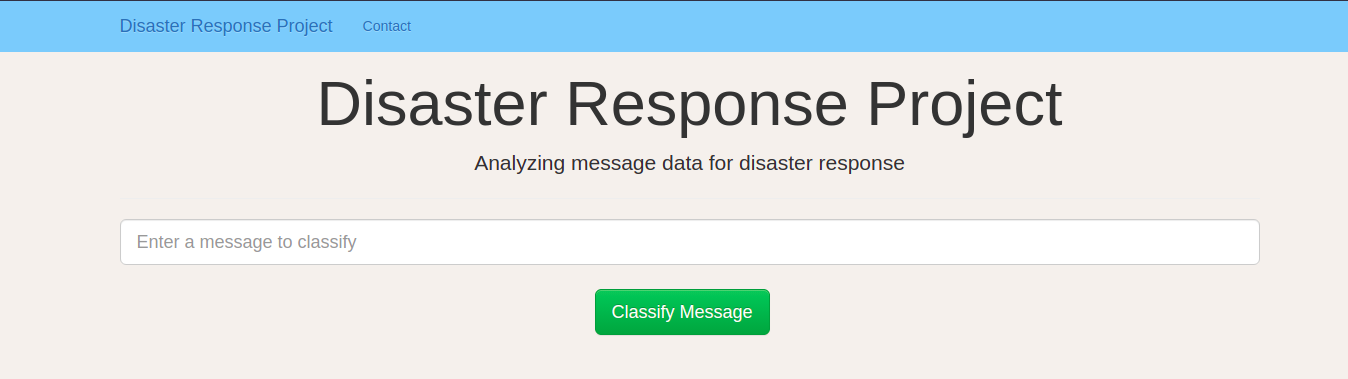 Disaster Response Project Contact
Disaster Response Project
Analyzing message data for disaster response
Enter a message to classify
Classify Message